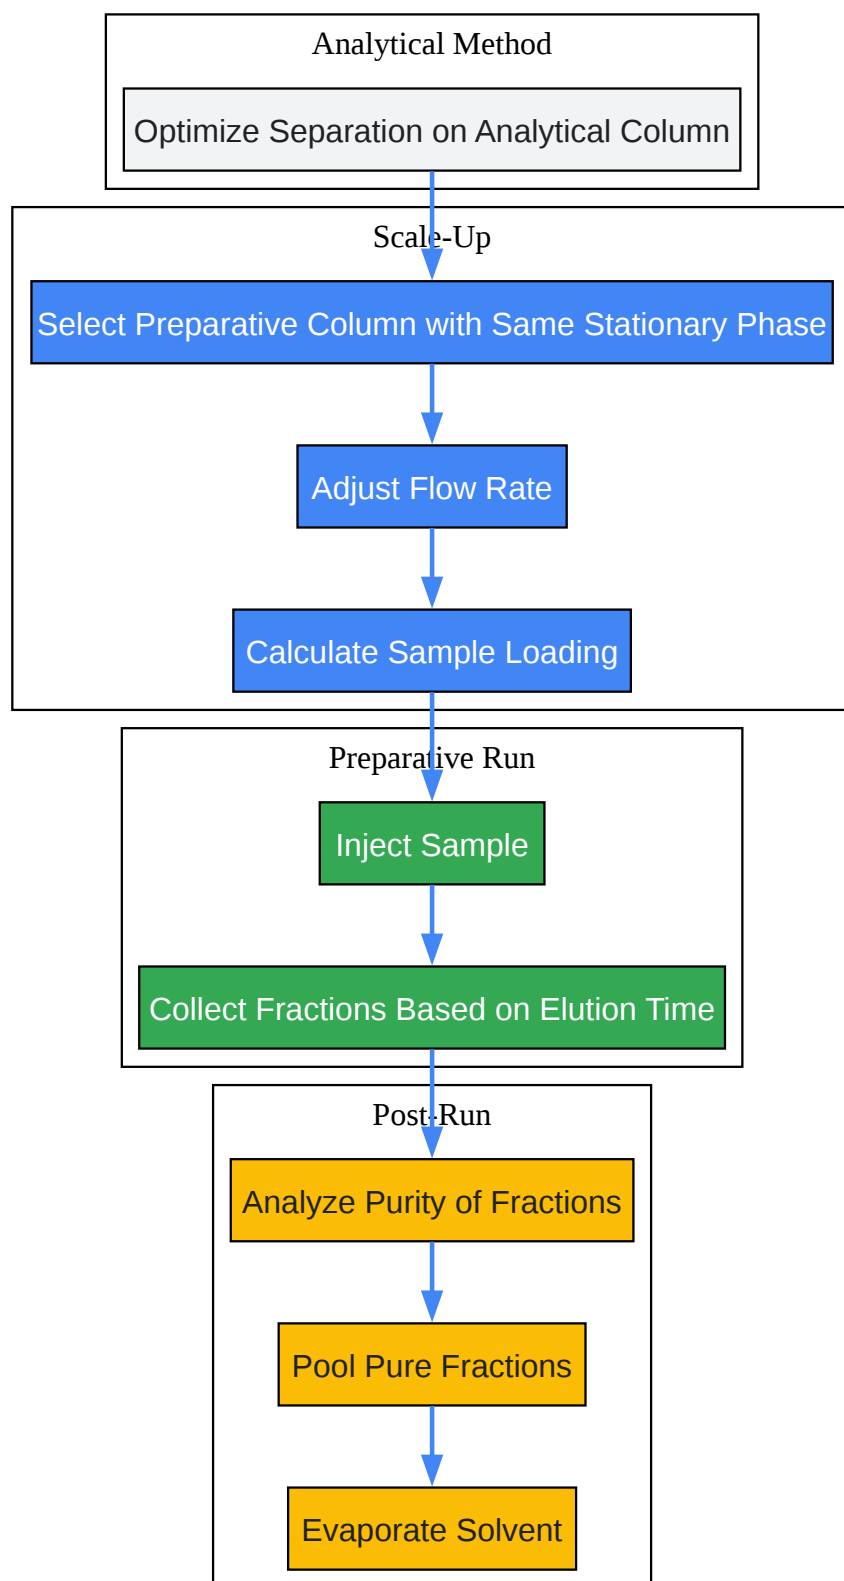 Analytical Method
Optimize Separation on Analytical Column
Scale-Up
Select Preparative Column with Same Stationary Phase
Adjust Flow Rate
Calculate Sample Loading
Preparative Run
Inject Sample
Collect Fractions Based on Elution Time
Post-Run
Analyze Purity of Fractions
Pool Pure Fractions
Evaporate Solvent